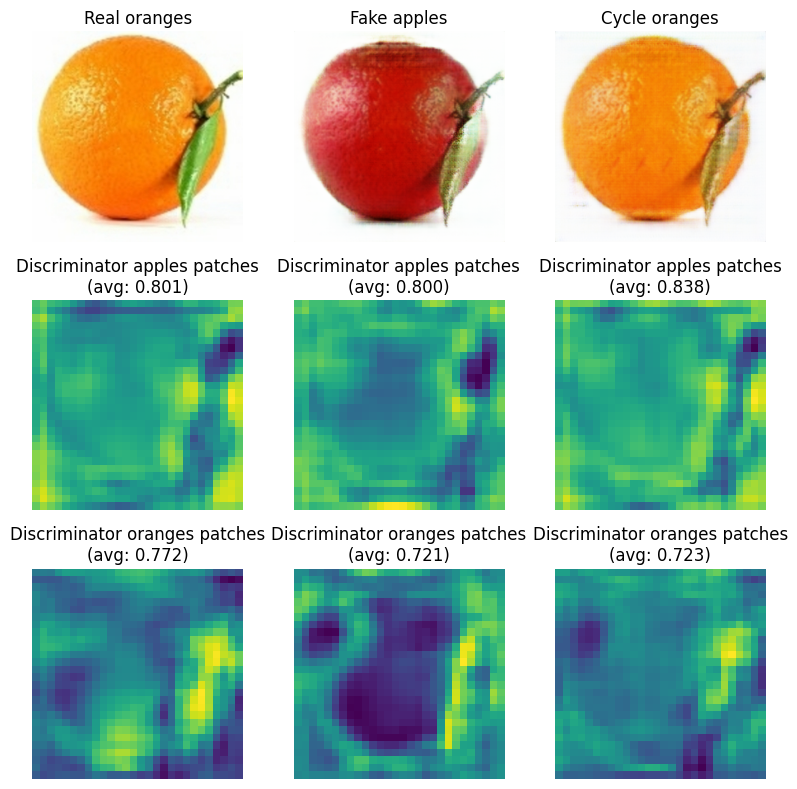 Real oranges
Fake apples
Cycle oranges
Discriminator apples patches
(avg: 0.801)
Discriminator apples patches
(avg: 0.800)
Discriminator apples patches
(avg: 0.838)
Discriminator oranges patches
(avg: 0.772)
Discriminator oranges patches
(avg: 0.721)
Discriminator oranges patches
(avg: 0.723)